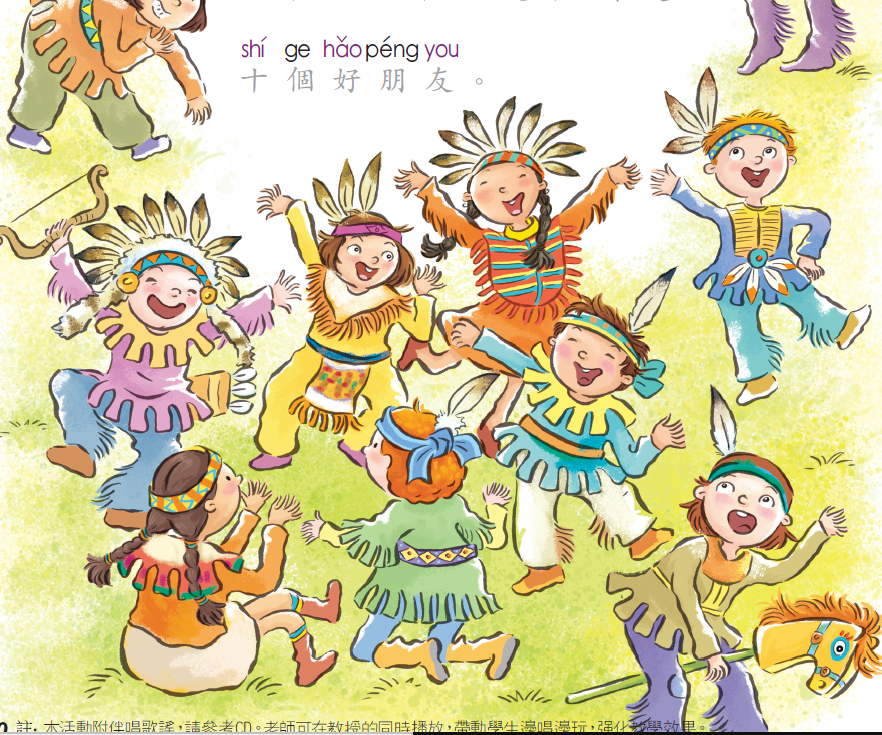 shí ge hǎo péng you
十個好朋友。
註：本活動附伴唱歌謠，請參考CD。老師可在教授的同時播放，帶動學生邊唱邊玩，強化教學效果。